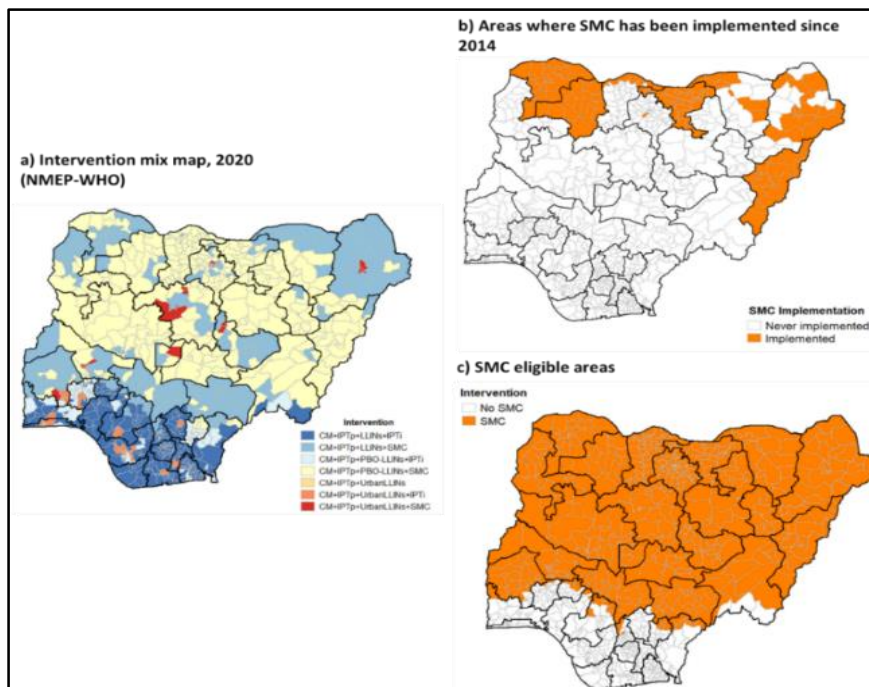 b) Areas where SMC has been implemented since
2014
a) Intervention mix map, 2020
(NMEP-WHO)
SMC Implementation
Never implemented
Implemented
c) SMC eligible areas
Intervention
No SMC
SMC
Intervention
CM+IPTp+LLINs+IPTi
CM+IPTp+LLINs+SMC
CM+IPTp+PBO-LLINs+IPTi
CM+IPTp+PBO-LLINs+SMC
CM+IPTp+UrbanLLINs
CM+IPTp+UrbanLLINs+IPTi
CM+IPTp+UrbanLLINs+SMC